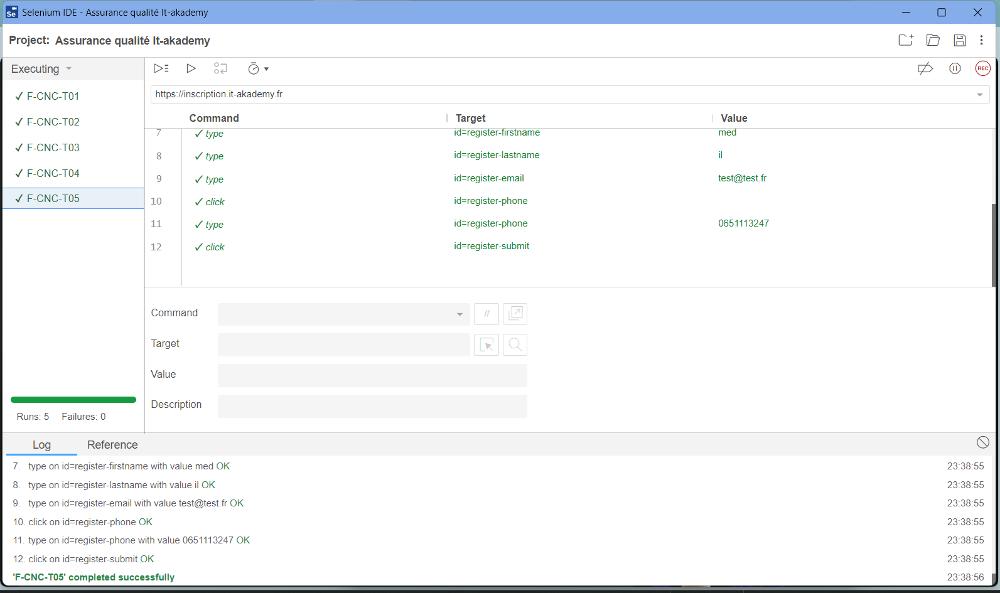 Selenium IDE - Assurance qualité It-akademy
Project: Assurance qualité It-akademy
Executing
REC
✓ F-CNC-T01
✓ F-CNC-T02
✓ F-CNC-T03
✓ F-CNC-T04
✓ F-CNC-T05
https://inscription.it-akademy.fr
Command Target Value
7 ✓ type id=register-firstname med
8 ✓ type id=register-lastname il
9 ✓ type id=register-email test@test.fr
10 ✓ click id=register-phone
11 ✓ type id=register-phone 0651113247
12 ✓ click id=register-submit
Command //
Target
Value
Description
Runs: 5 Failures: 0
Log Reference
7. type on id=register-firstname with value med OK 23:38:55
8. type on id=register-lastname with value il OK 23:38:55
9. type on id=register-email with value test@test.fr OK 23:38:55
10. click on id=register-phone OK 23:38:55
11. type on id=register-phone with value 0651113247 OK 23:38:55
12. click on id=register-submit OK 23:38:55
'F-CNC-T05' completed successfully 23:38:56